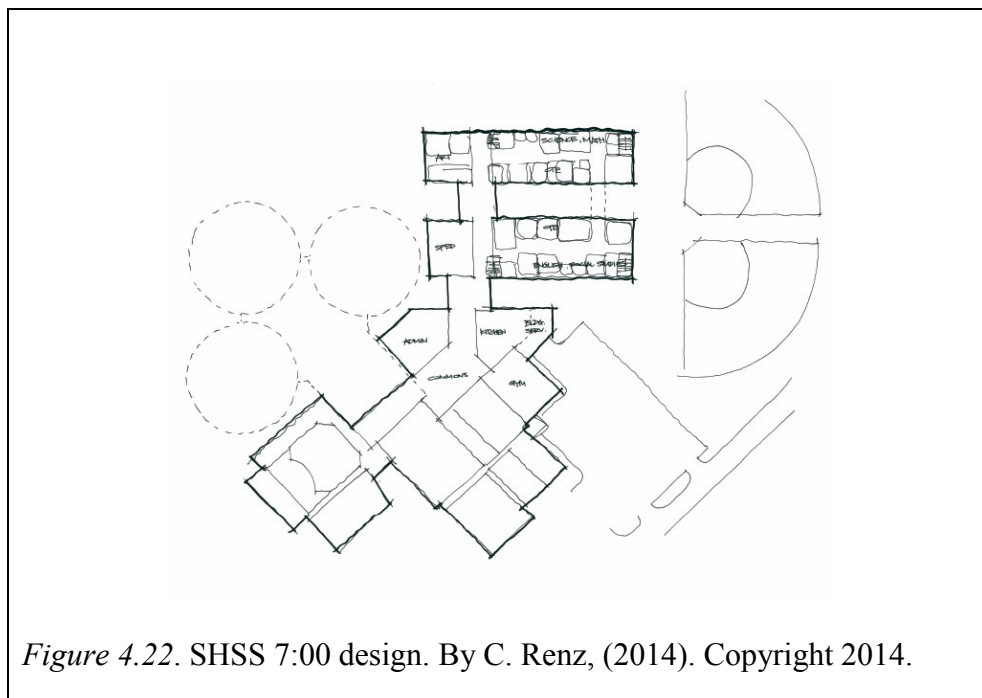 SCIENCE, MATH
ART
CTE
CTE
SPED
ENGLISH, SOCIAL STUDIES
ADMIN
KITCHEN
BLDG.
SERV.
COMMONS
GYM
Figure 4.22. SHSS 7:00 design. By C. Renz, (2014). Copyright 2014.